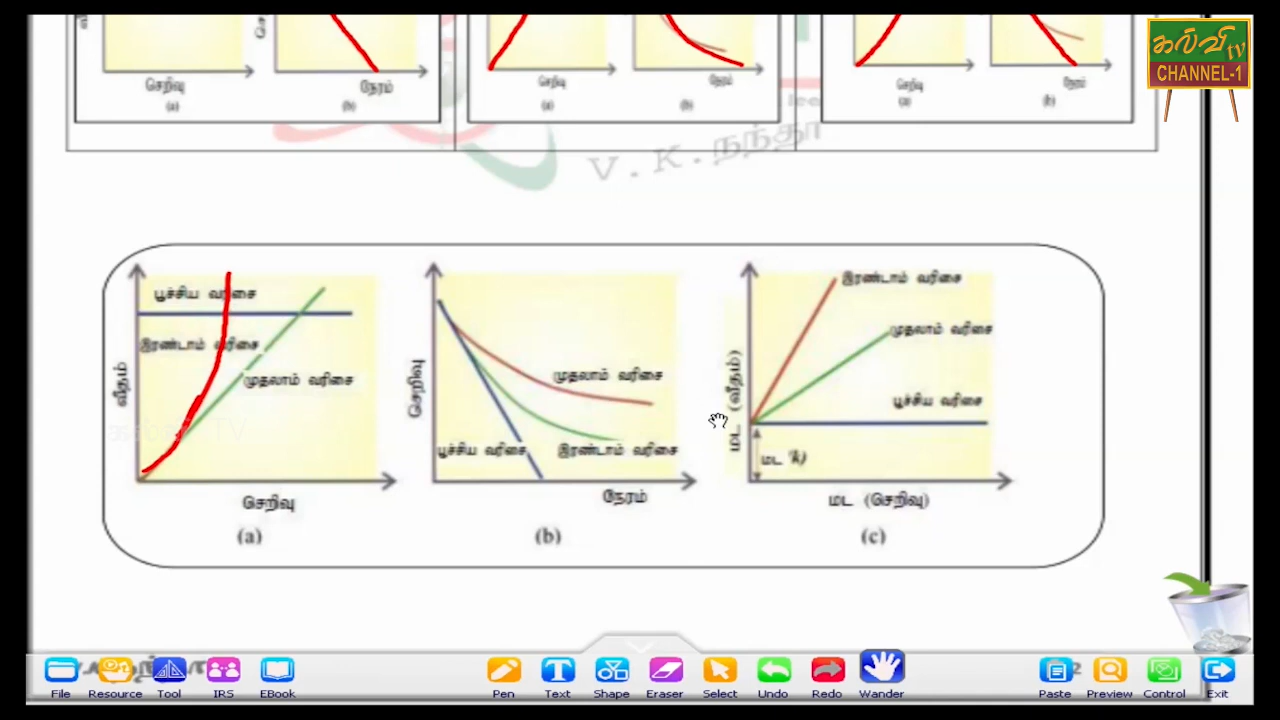 செறிவு
(a)
நேரம்
(b)
செறிவு
(a)
நேரம்
(b)
செறிவு
(a)
நேரம்
(b)
கல்வி TV
CHANNEL-1
V . K . நந்தா
பூச்சிய வரிசை
இரண்டாம் வரிசை
முதலாம் வரிசை
வீதம்
செறிவு
(a)
செறிவு
முதலாம் வரிசை
பூச்சிய வரிசை
இரண்டாம் வரிசை
நேரம்
(b)
இரண்டாம் வரிசை
முதலாம் வரிசை
பூச்சிய வரிசை
மட (வீதம்)
மட (செறிவு)
(c)
File
Resource
Tool
IRS
EBook
Pen
Text
Shape
Eraser
Select
Undo
Redo
Wander
Paste
Preview
Control
Exit